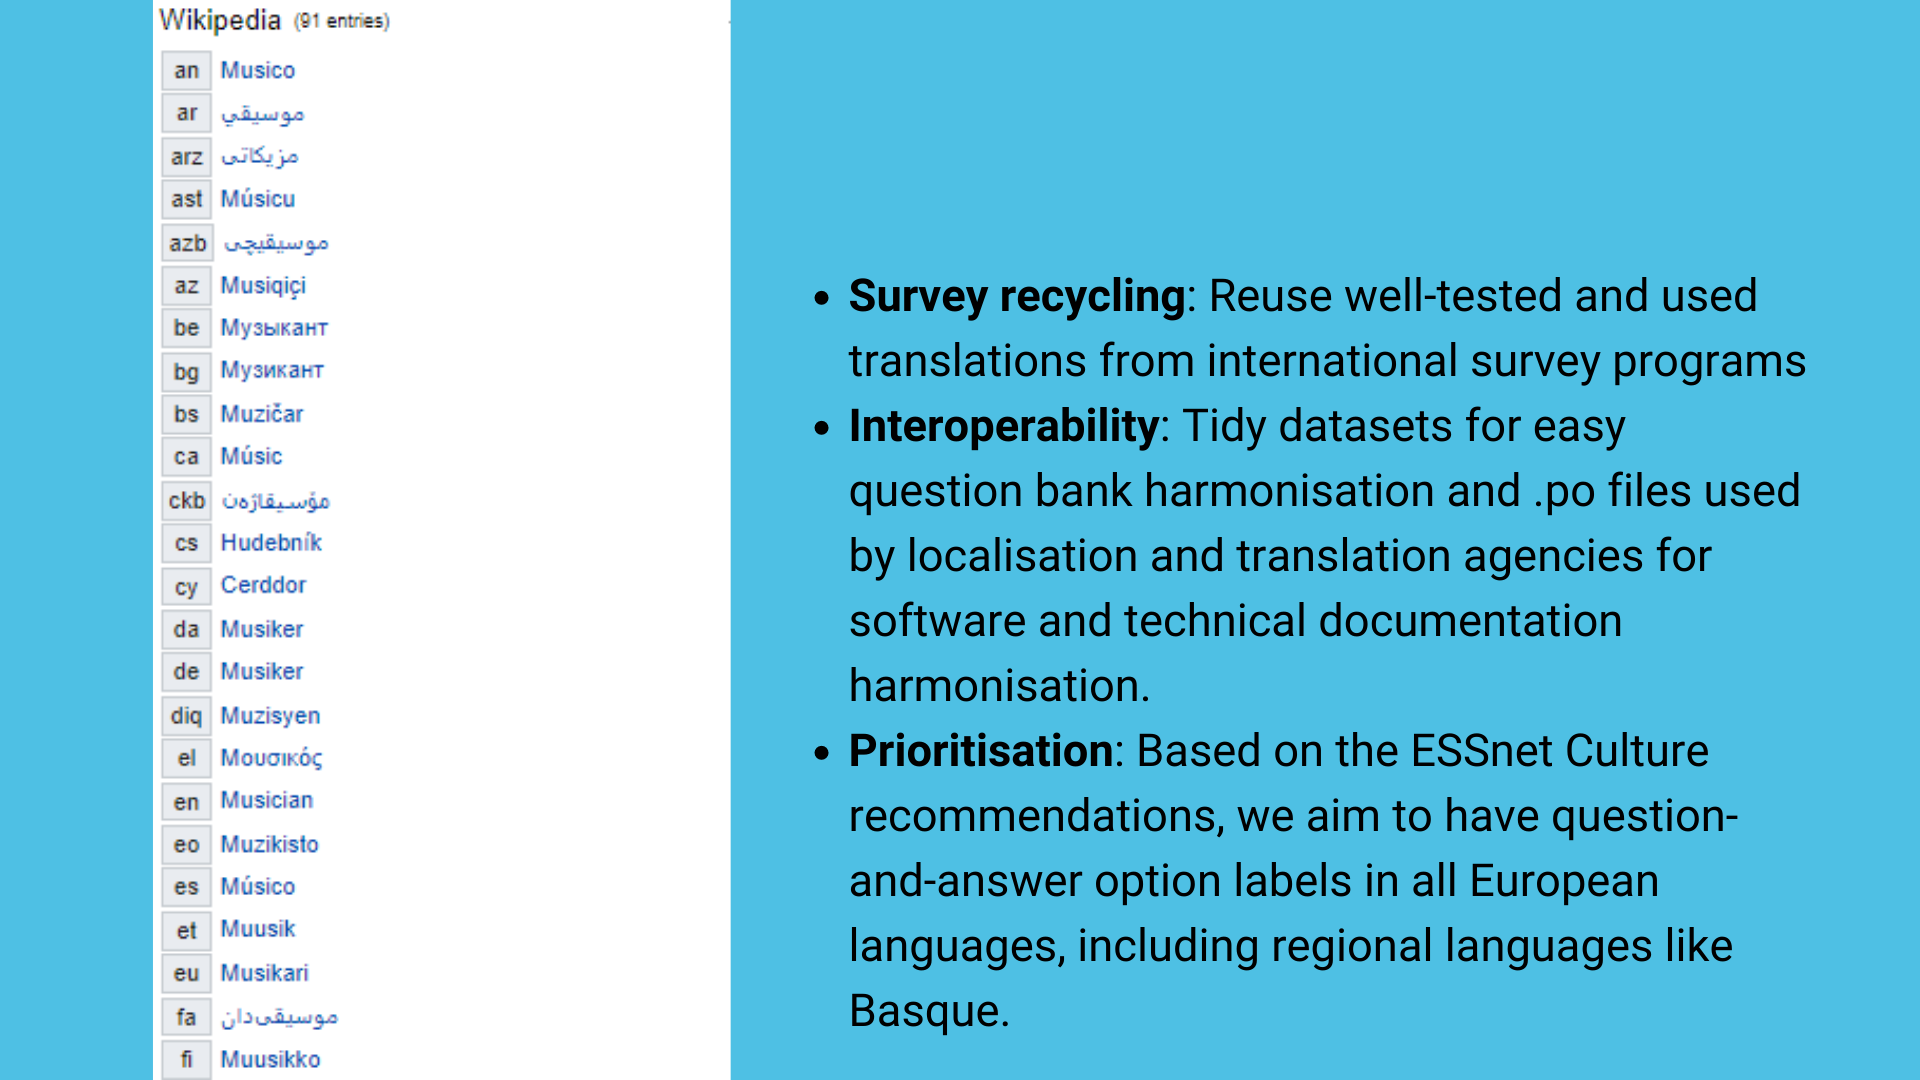 Wikipedia (91 entries)
an Musico
ar موسيقي
arz مزيكاتى
ast Músicu
azb موسیقیچی
az Musiqiçi
be Музыкант
bg Музикант
bs Muzičar
ca Músic
ckb مۆسیقاژەن
cs Hudebník
cy Cerddor
da Musiker
de Musiker
diq Muzisyen
el Μουσικός
en Musician
eo Muzikisto
es Músico
et Muusik
eu Musikari
fa موسیقی‌دان
fi Muusikko
• Survey recycling: Reuse well-tested and used
translations from international survey programs
• Interoperability: Tidy datasets for easy
question bank harmonisation and .po files used
by localisation and translation agencies for
software and technical documentation
harmonisation.
• Prioritisation: Based on the ESSnet Culture
recommendations, we aim to have question-
and-answer option labels in all European
languages, including regional languages like
Basque.